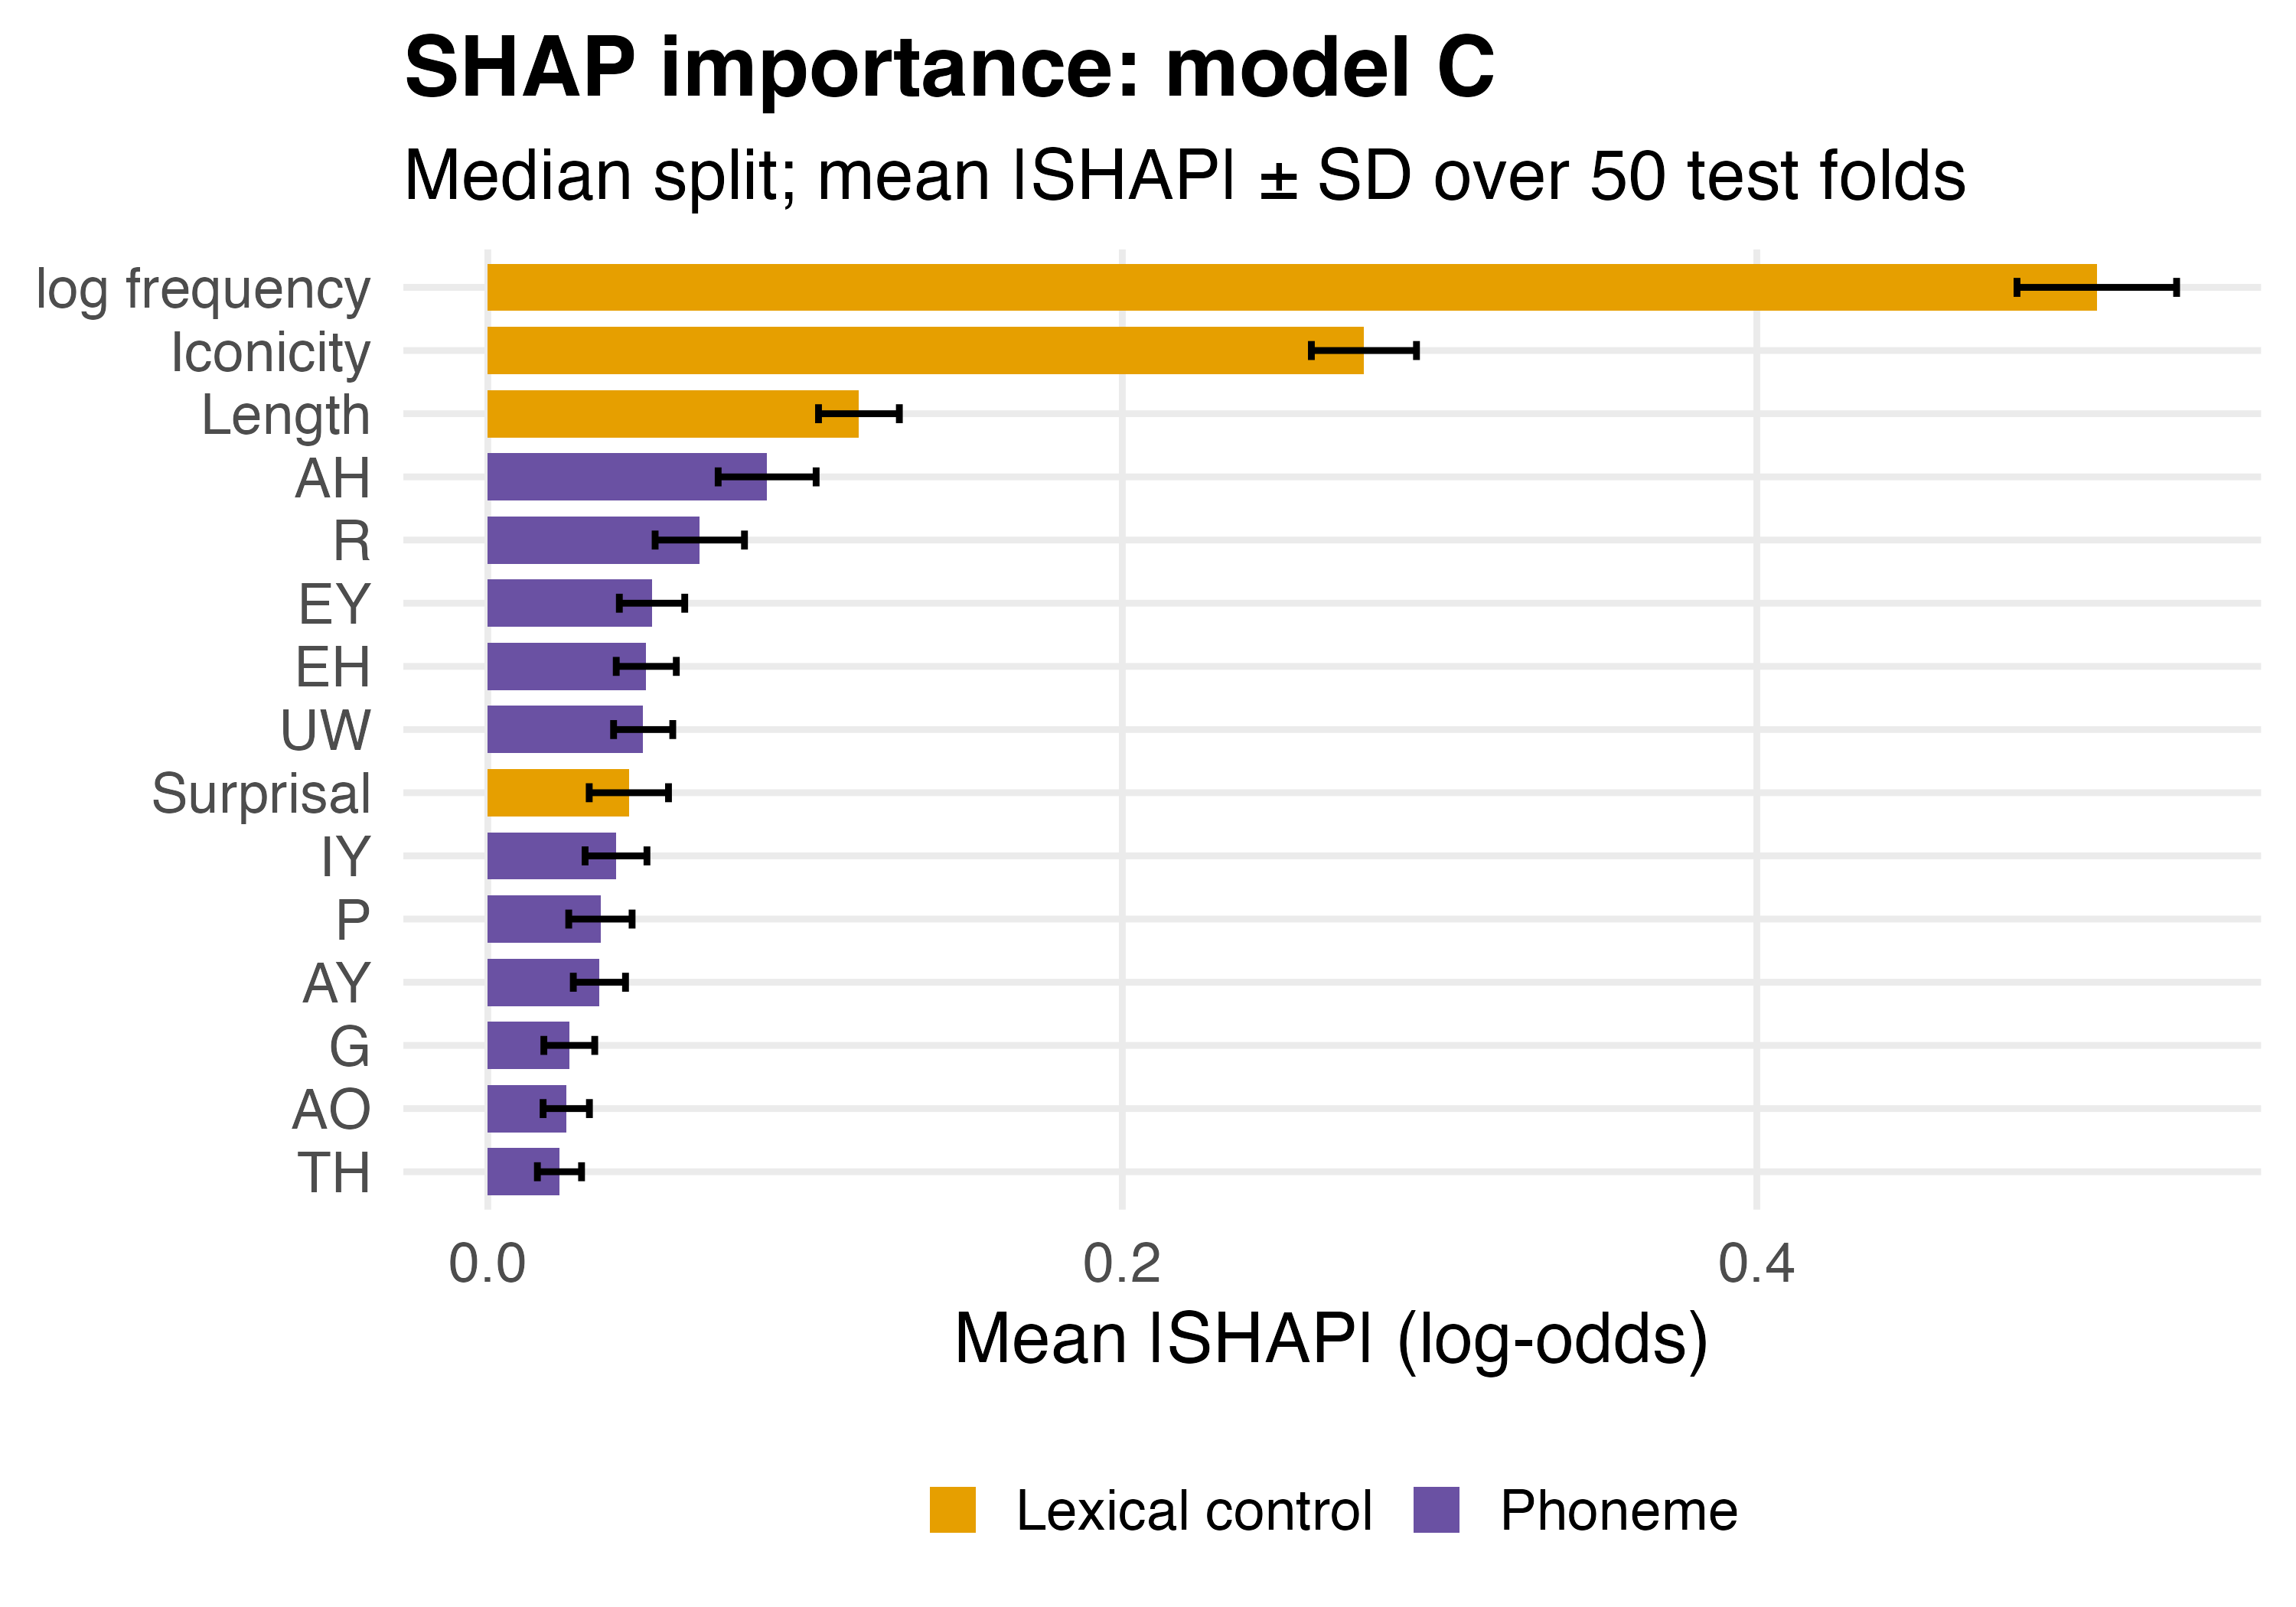 SHAP importance: model C
Median split; mean |SHAP| ± SD over 50 test folds
log frequency
Iconicity
Length
AH
R
EY
EH
UW
Surprisal
IY
P
AY
G
AO
TH
0.0 0.2 0.4
Mean |SHAP| (log-odds)
Lexical control Phoneme